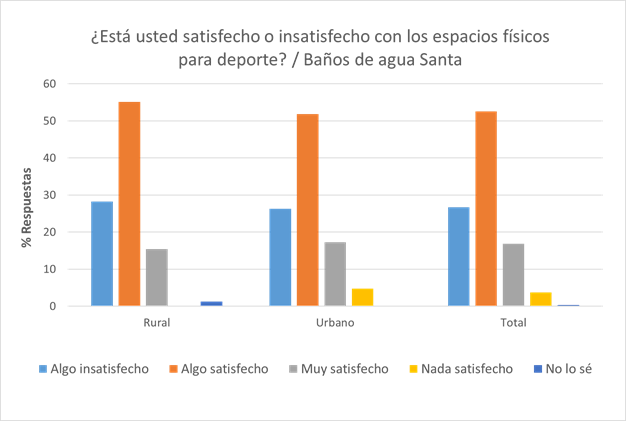 ¿Está usted satisfecho o insatisfecho con los espacios físicos
para deporte? / Baños de agua Santa
% Respuestas
60
50
40
30
20
10
0
Rural Urbano Total
Algo insatisfecho Algo satisfecho Muy satisfecho Nada satisfecho No lo sé